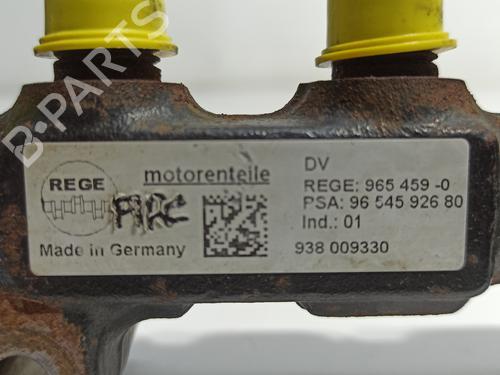 B-PARTS
REGE
motorenteile
Made in Germany
DV
REGE: 965 459 -0
PSA: 96 545 926 80
Ind.: 01
938 009330